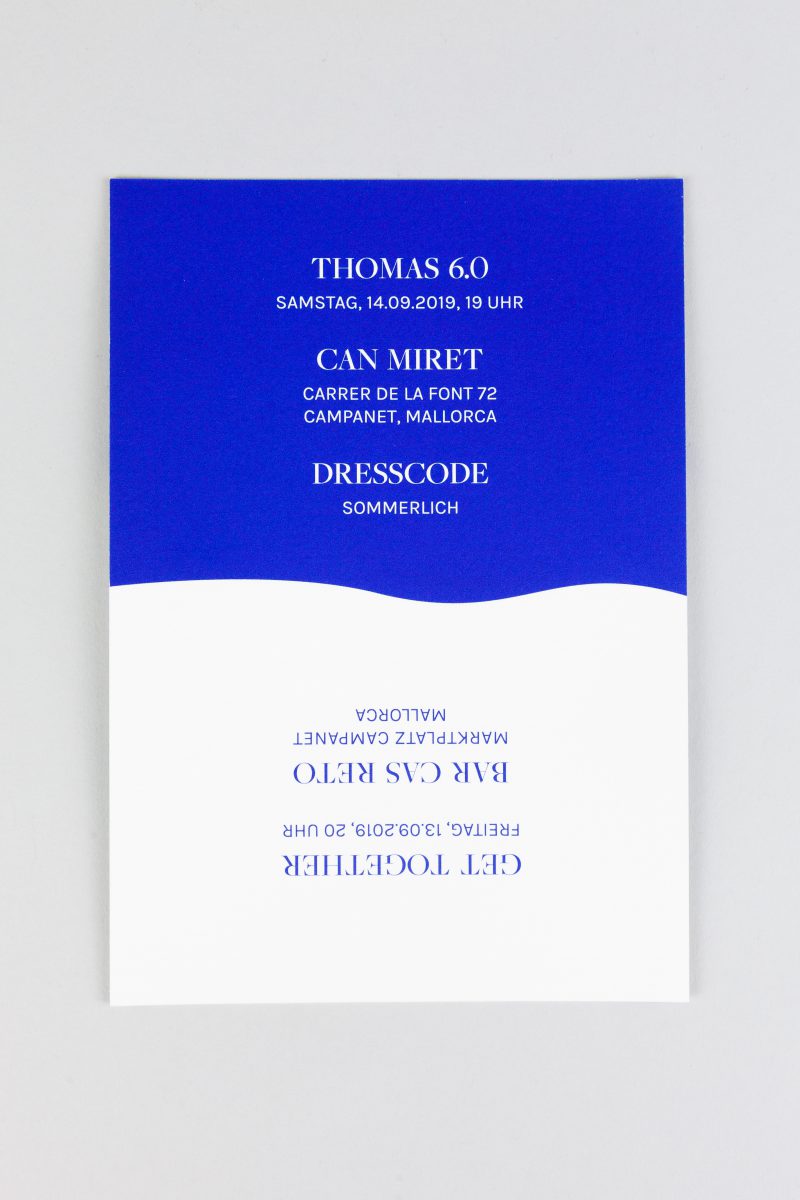 THOMAS 6.0
SAMSTAG, 14.09.2019, 19 UHR
CAN MIRET
CARRER DE LA FONT 72
CAMPANET, MALLORCA
DRESSCODE
SOMMERLICH
GET TOGETHER
FREITAG, 13.09.2019, 20 UHR
BAR CAS RETO
MARKTPLATZ CAMPANET
MALLORCA